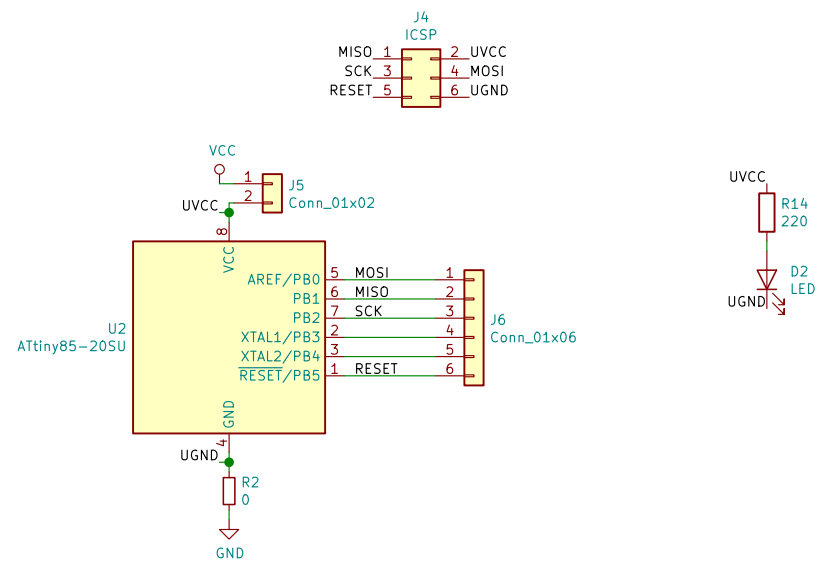 J4
ICSP
MISO 1 2 UVCC
SCK 3 4 MOSI
RESET 5 6 UGND
VCC
1 J5
2 Conn_01x02
UVCC
8
VCC
UVCC
R14
220
D2
LED
UGND
U2
ATtiny85-20SU
AREF/PB0 5 MOSI 1
PB1 6 MISO 2
PB2 7 SCK 3
XTAL1/PB3 2 4
XTAL2/PB4 3 5
RESET/PB5 1 RESET 6
J6
Conn_01x06
GND
4
UGND
R2
0
GND